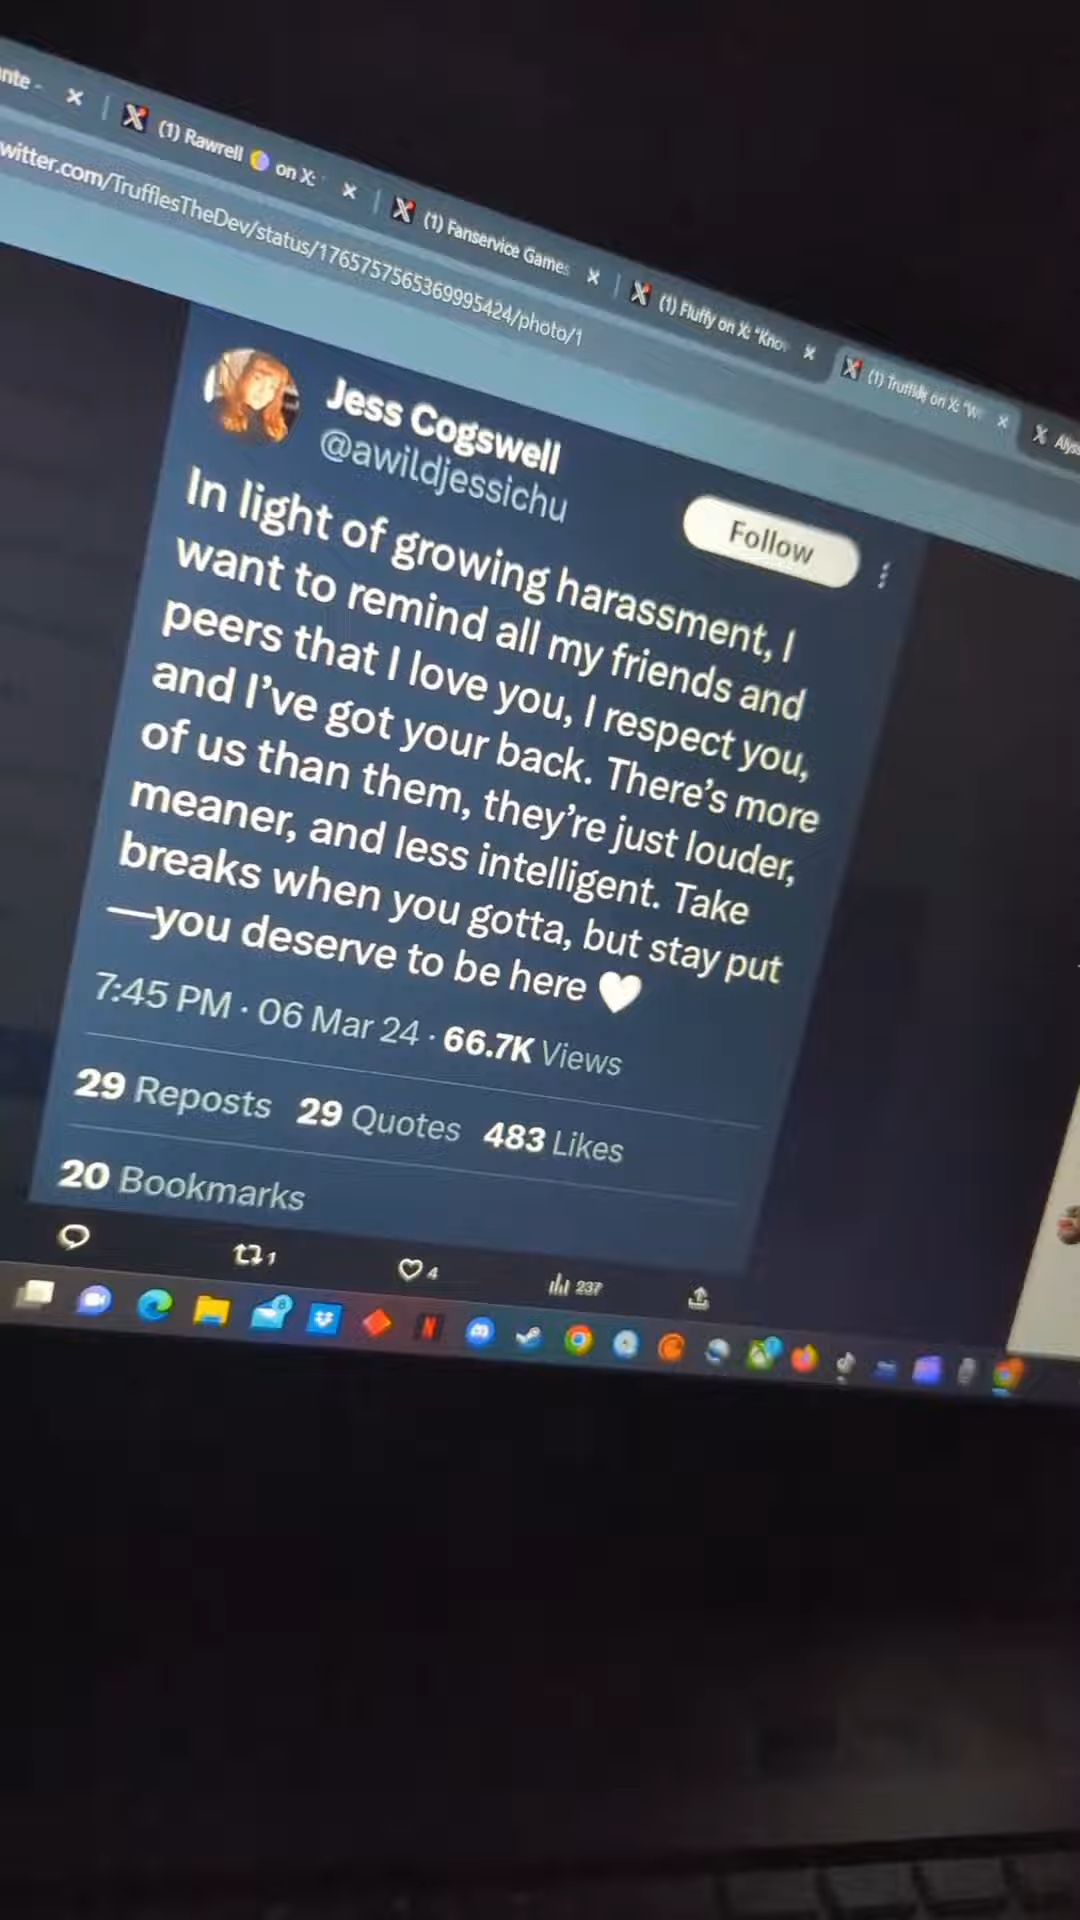 (1) Rawrell on X:
(1) Fanservice Games
(1) Fluffy on X: "Kno
on X: "W
witter.com/TrufflesTheDev/status/1765757565369995424/photo/1
Jess Cogswell
@awildjessichu
Follow
In light of growing harassment, I
want to remind all my friends and
peers that I love you, I respect you,
and I've got your back. There's more
of us than them, they're just louder,
meaner, and less intelligent. Take
breaks when you gotta, but stay put
—you deserve to be here
7:45 PM · 06 Mar 24 · 66.7K Views
29 Reposts 29 Quotes 483 Likes
20 Bookmarks
1 4 237